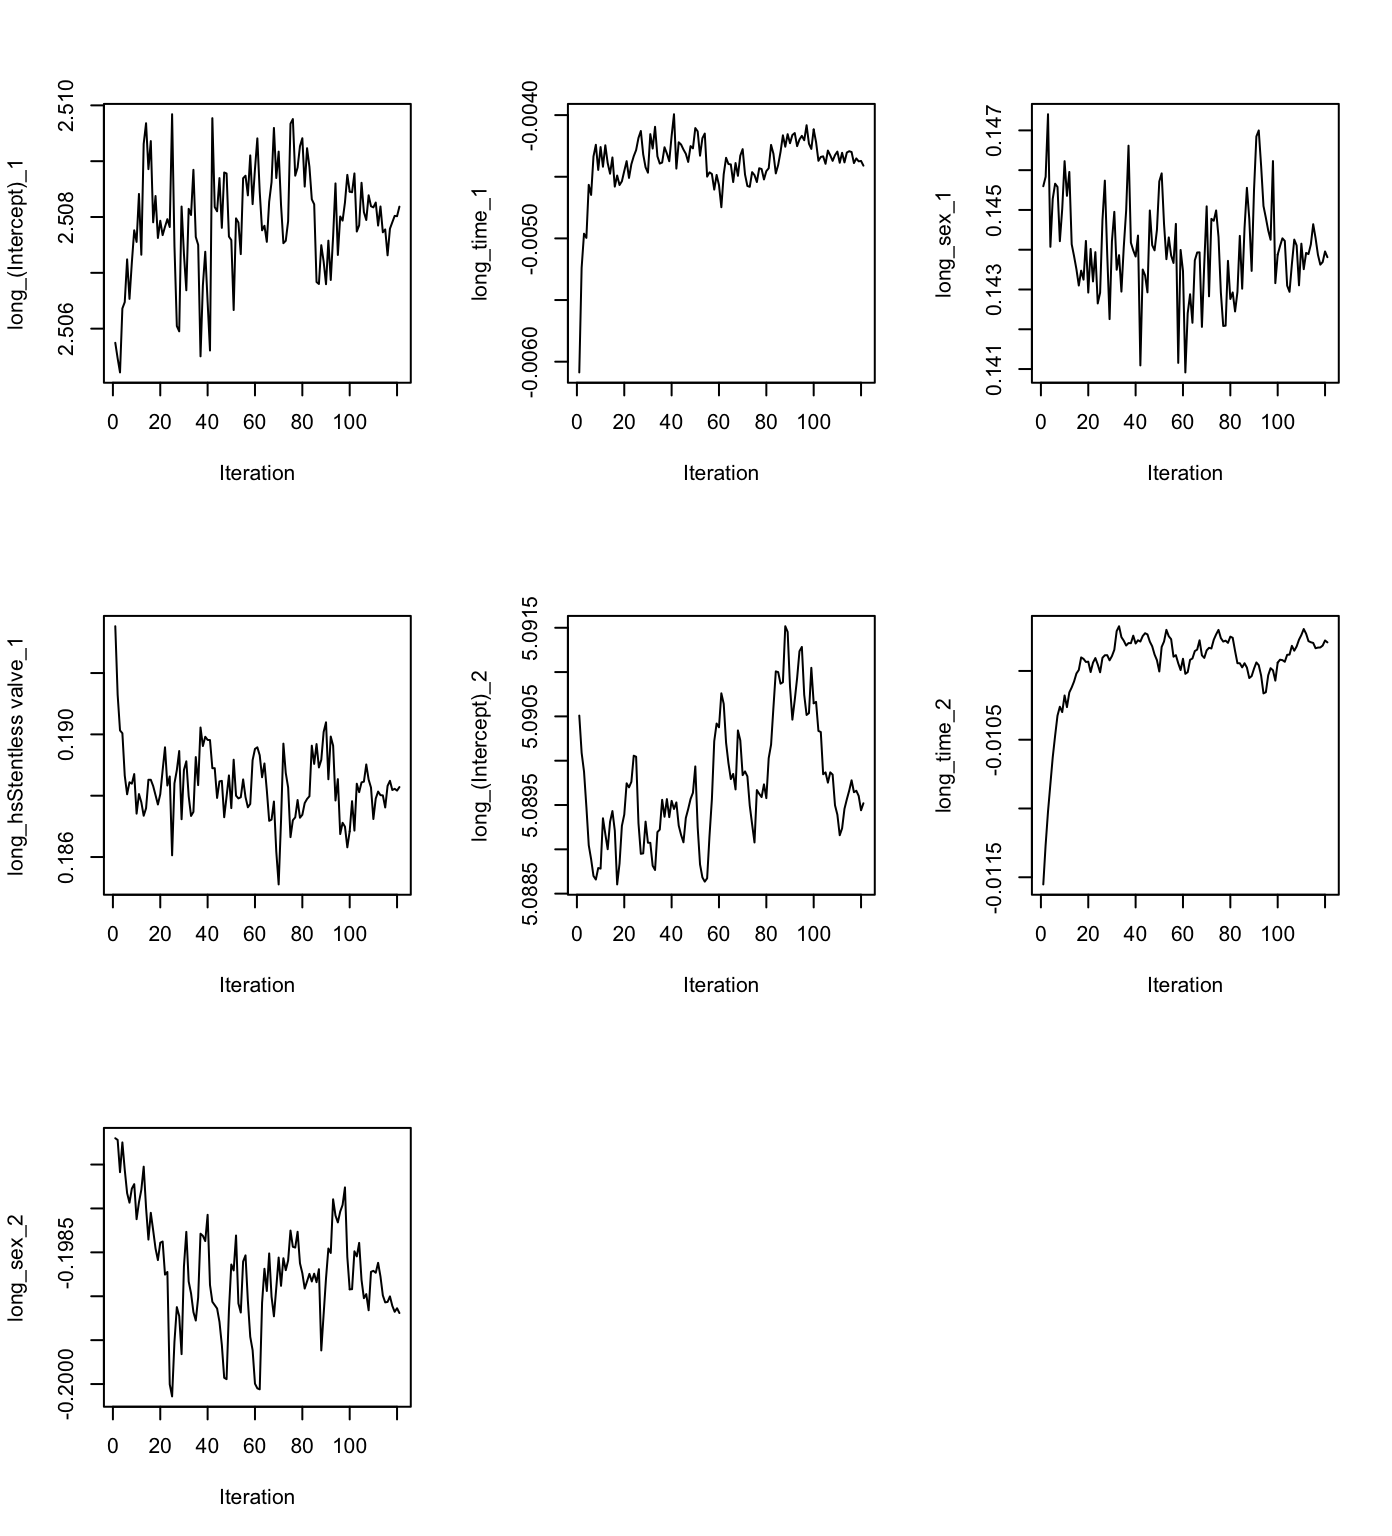 long_(Intercept)_1
2.506 2.508 2.510
0 20 40 60 80 100
Iteration
long_time_1
-0.0060 -0.0050 -0.0040
0 20 40 60 80 100
Iteration
long_sex_1
0.141 0.143 0.145 0.147
0 20 40 60 80 100
Iteration
long_hsStentless valve_1
0.186 0.190
0 20 40 60 80 100
Iteration
long_(Intercept)_2
5.0885 5.0895 5.0905 5.0915
0 20 40 60 80 100
Iteration
long_time_2
-0.0115 -0.0105
0 20 40 60 80 100
Iteration
long_sex_2
-0.2000 -0.1985
0 20 40 60 80 100
Iteration